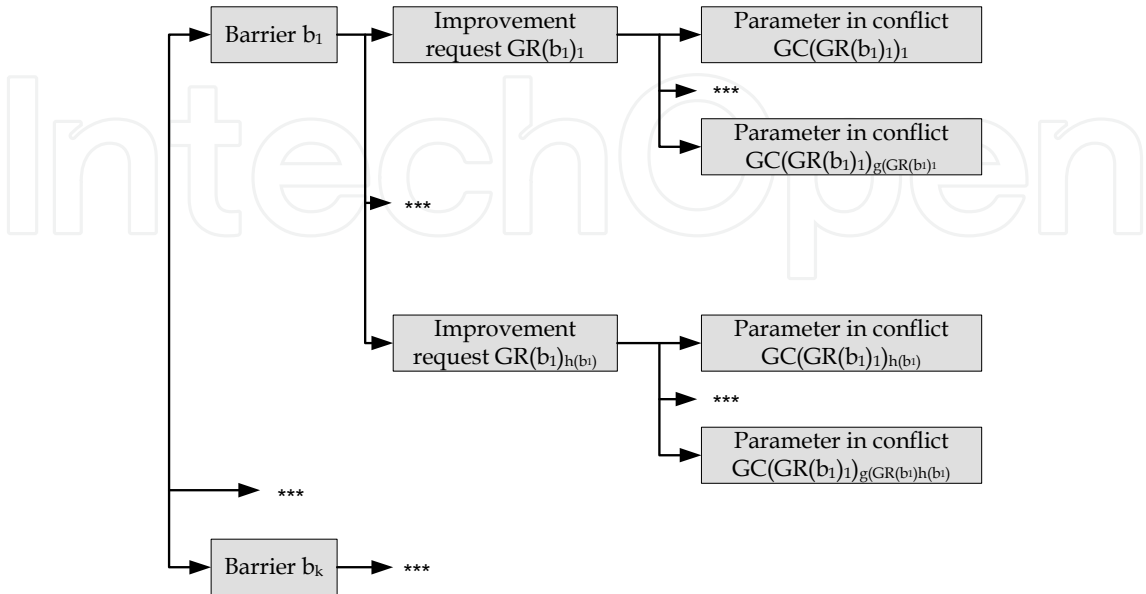 Barrier b₁
Improvement
request GR(b₁)₁
Parameter in conflict
GC(GR(b₁)₁)₁
***
Parameter in conflict
GC(GR(b₁)₁)g(GR(b¹)¹
***
Improvement
request GR(b₁)h(b¹)
Parameter in conflict
GC(GR(b₁)₁)h(b¹)
***
Parameter in conflict
GC(GR(b₁)₁)g(GR(b¹)h(b¹)
***
Barrier bₖ
***
IntechOpen